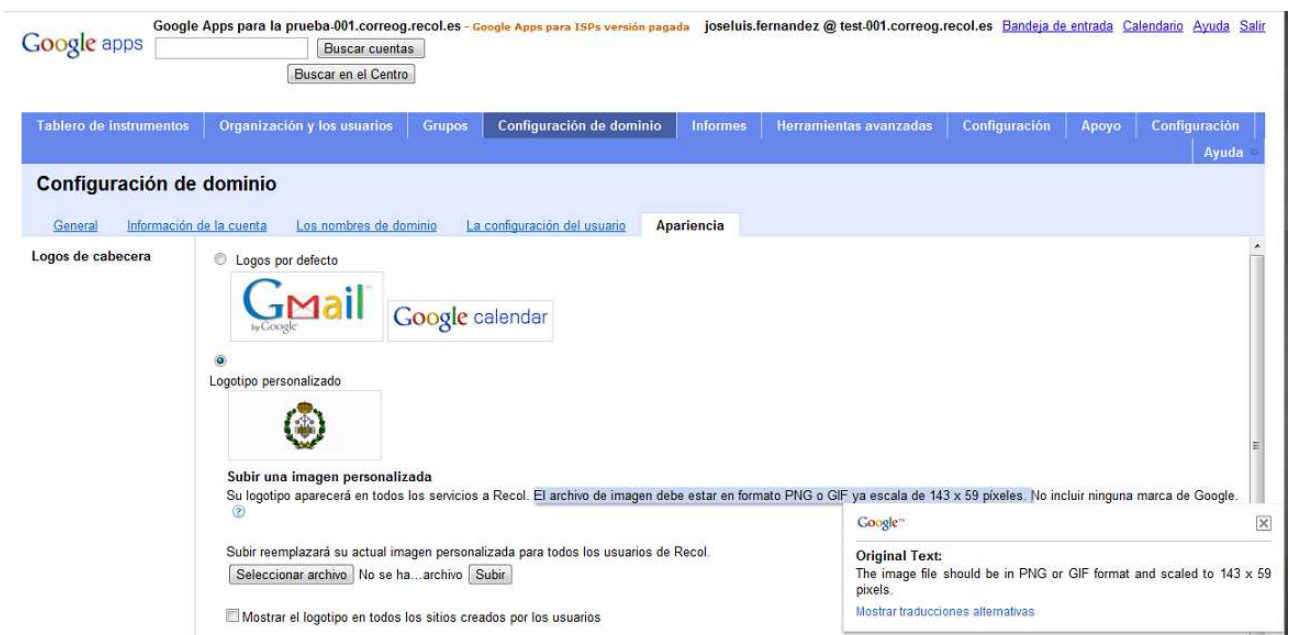 Google Apps para la prueba-001.correog.recol.es - Google Apps para ISPs versión pagada joseluis.fernandez @ test-001.correog.recol.es Bandeja de entrada Calendario Ayuda Salir
Google apps
Buscar cuentas
Buscar en el Centro
Tablero de instrumentos Organización y los usuarios Grupos Configuración de dominio Informes Herramientas avanzadas Configuración Apoyo Configuración
Ayuda
Configuración de dominio
General Información de la cuenta Los nombres de dominio La configuración del usuario Apariencia
Logos de cabecera
Logos por defecto
GMail
by Google
Google calendar
Logotipo personalizado
Subir una imagen personalizada
Su logotipo aparecerá en todos los servicios a Recol. El archivo de imagen debe estar en formato PNG o GIF ya escala de 143 x 59 píxeles. No incluir ninguna marca de Google.
Google™
Original Text:
The image file should be in PNG or GIF format and scaled to 143 x 59
pixels.
Mostrar traducciones alternativas
Subir reemplazará su actual imagen personalizada para todos los usuarios de Recol.
Seleccionar archivo No se ha...archivo Subir
Mostrar el logotipo en todos los sitios creados por los usuarios